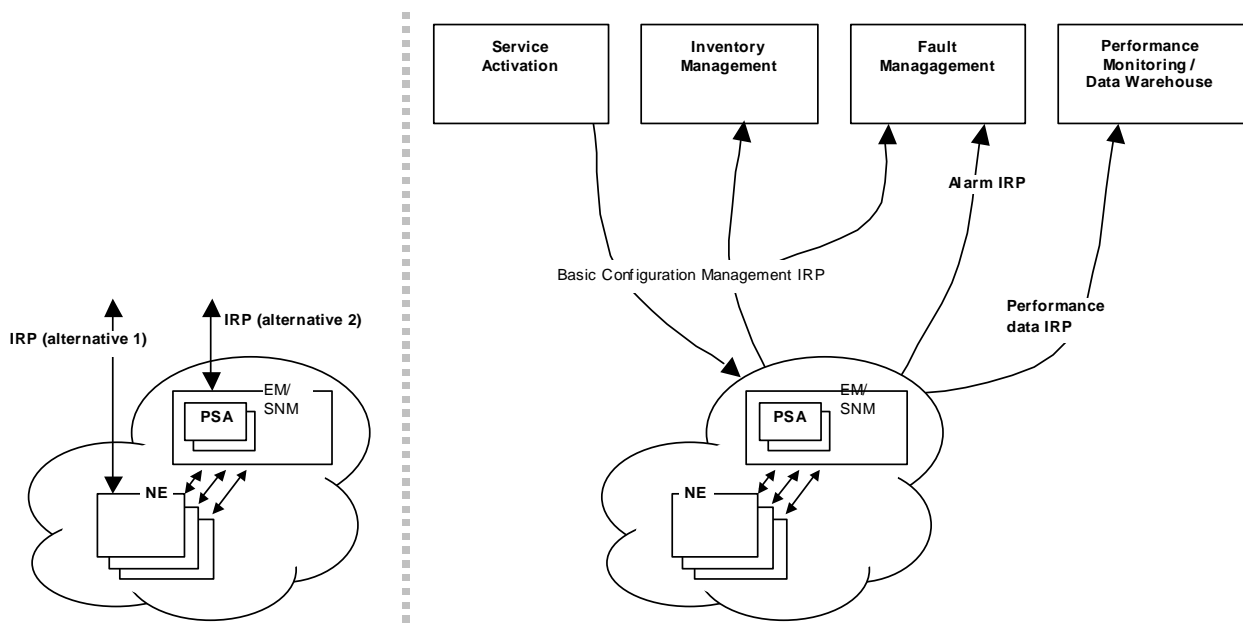 Service
Activation
Inventory
Management
Fault
Managagement
Performance
Monitoring /
Data Warehouse
Alarm IRP
Basic Configuration Management IRP
Performance
data IRP
IRP (alternative 2)
IRP (alternative 1)
EM/
SNM
PSA
NE
EM/
SNM
PSA
NE